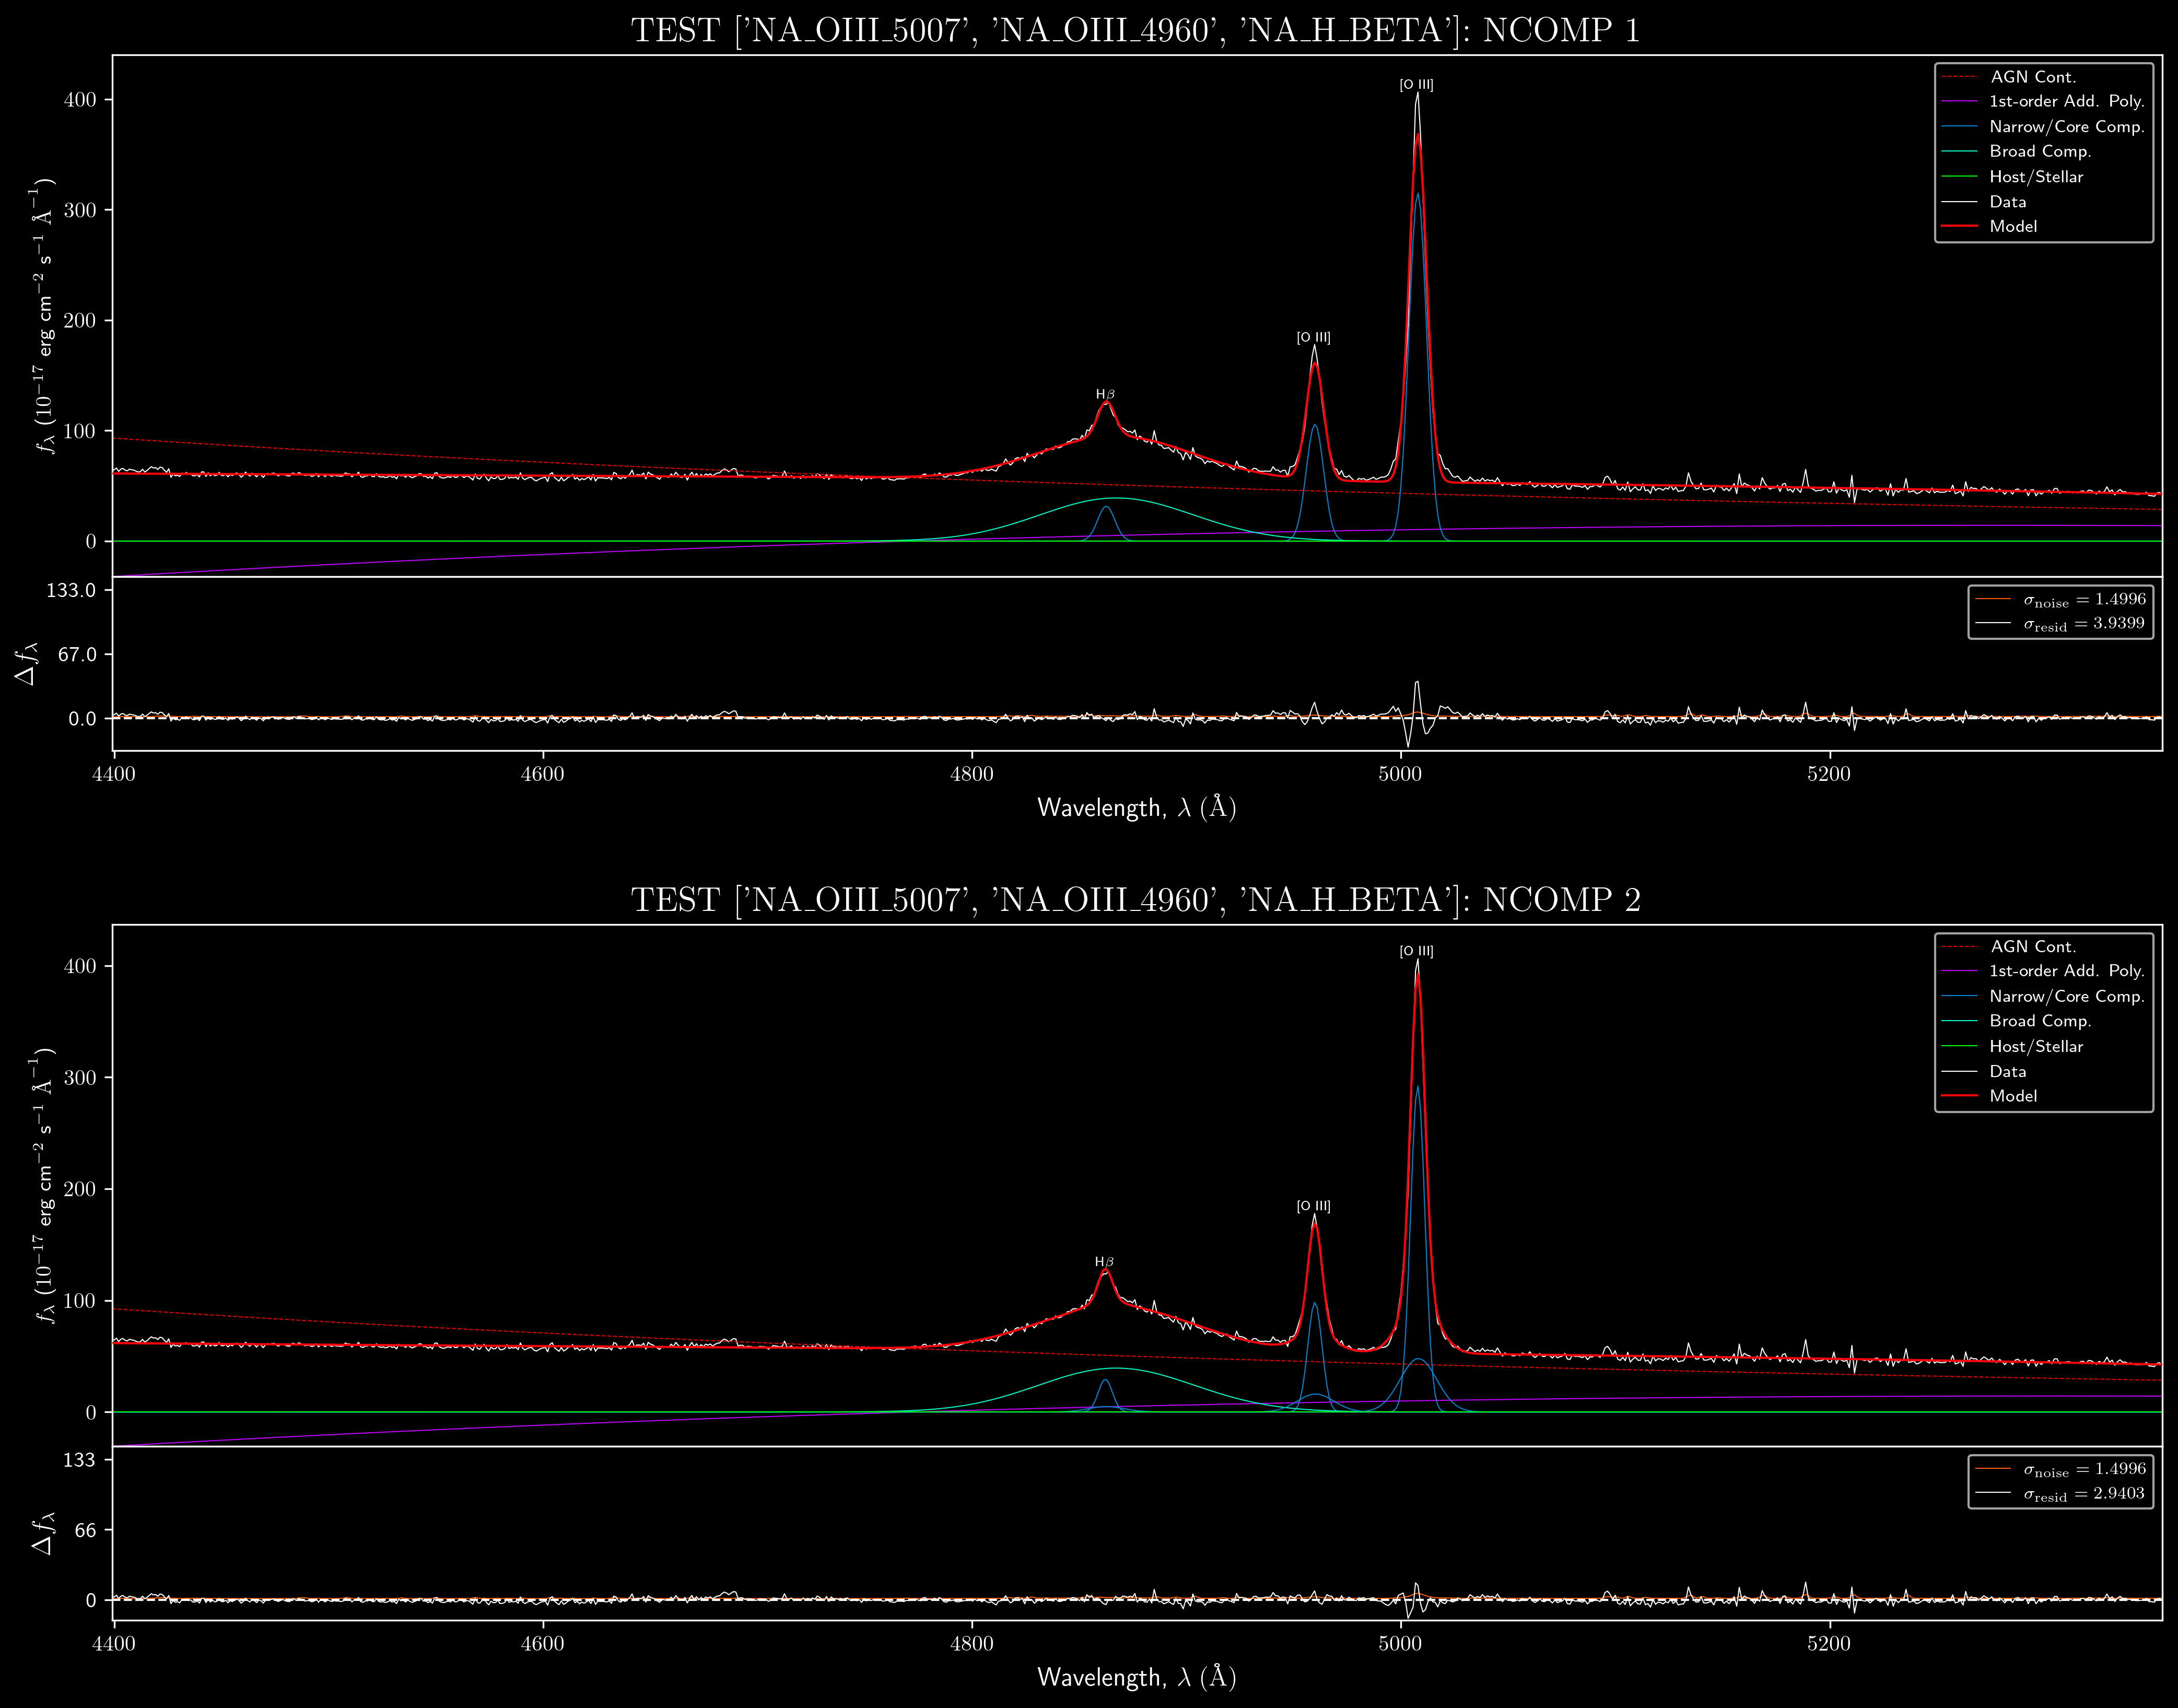 TEST ['NA_OIII_5007', 'NA_OIII_4960', 'NA_H_BETA']: NCOMP 1
fλ (10⁻¹⁷ erg cm⁻² s⁻¹ Å⁻¹)
400
300
200
100
0
[O III]
[O III]
Hβ
AGN Cont.
1st-order Add. Poly.
Narrow/Core Comp.
Broad Comp.
Host/Stellar
Data
Model
Δfλ
133.0
67.0
0.0
σnoise = 1.4996
σresid = 3.9399
4400 4600 4800 5000 5200
Wavelength, λ (Å)
TEST ['NA_OIII_5007', 'NA_OIII_4960', 'NA_H_BETA']: NCOMP 2
fλ (10⁻¹⁷ erg cm⁻² s⁻¹ Å⁻¹)
400
300
200
100
0
[O III]
[O III]
Hβ
AGN Cont.
1st-order Add. Poly.
Narrow/Core Comp.
Broad Comp.
Host/Stellar
Data
Model
Δfλ
133
66
0
σnoise = 1.4996
σresid = 2.9403
4400 4600 4800 5000 5200
Wavelength, λ (Å)